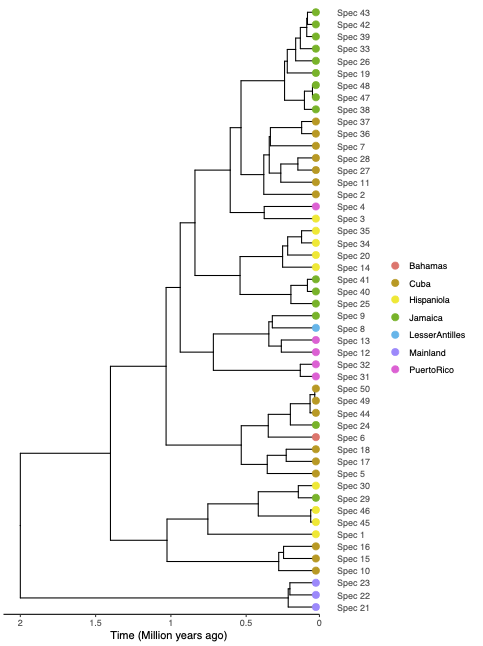 Spec 43
Spec 42
Spec 39
Spec 33
Spec 26
Spec 19
Spec 48
Spec 47
Spec 38
Spec 37
Spec 36
Spec 7
Spec 28
Spec 27
Spec 11
Spec 2
Spec 4
Spec 3
Spec 35
Spec 34
Spec 20
Spec 14
Spec 41
Spec 40
Spec 25
Spec 9
Spec 8
Spec 13
Spec 12
Spec 32
Spec 31
Spec 50
Spec 49
Spec 44
Spec 24
Spec 6
Spec 18
Spec 17
Spec 5
Spec 30
Spec 29
Spec 46
Spec 45
Spec 1
Spec 16
Spec 15
Spec 10
Spec 23
Spec 22
Spec 21
Bahamas
Cuba
Hispaniola
Jamaica
LesserAntilles
Mainland
PuertoRico
2 1.5 1 0.5 0
Time (Million years ago)